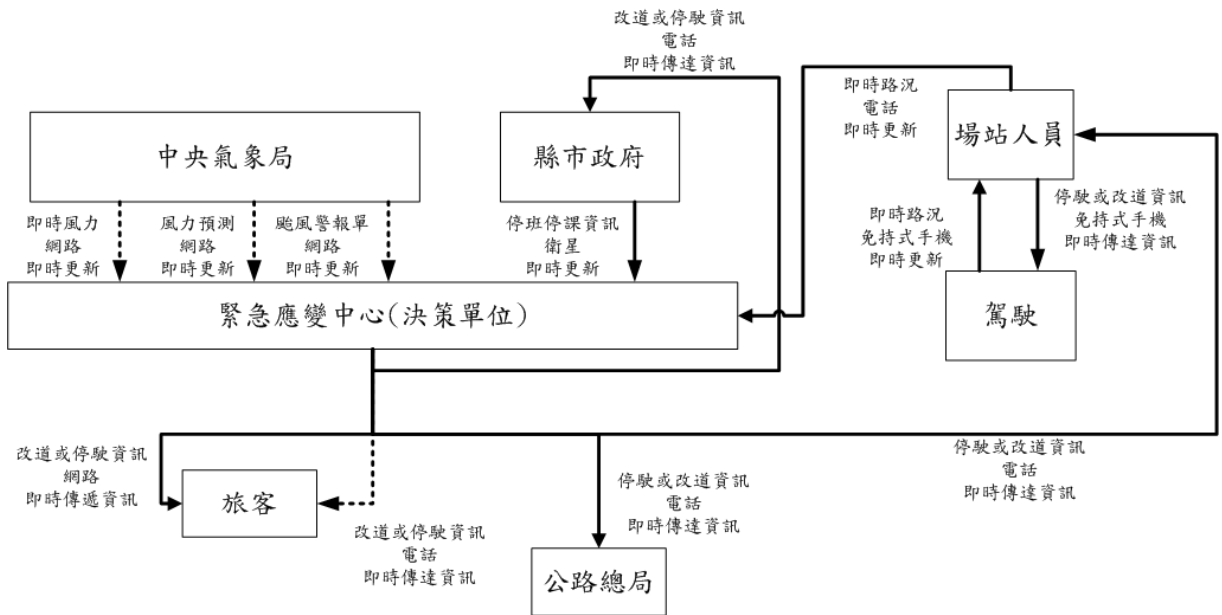 改道或停駛資訊
電話
即時傳達資訊
中央氣象局
縣市政府
即時路況
電話
即時更新
場站人員
即時風力
網路
即時更新
風力預測
網路
即時更新
颱風警報單
網路
即時更新
停班停課資訊
衛星
即時更新
即時路況
免持式手機
即時更新
停駛或改道資訊
免持式手機
即時傳達資訊
緊急應變中心(決策單位)
駕駛
改道或停駛資訊
網路
即時傳遞資訊
旅客
改道或停駛資訊
電話
即時傳達資訊
停駛或改道資訊
電話
即時傳達資訊
公路總局
停駛或改道資訊
電話
即時傳達資訊